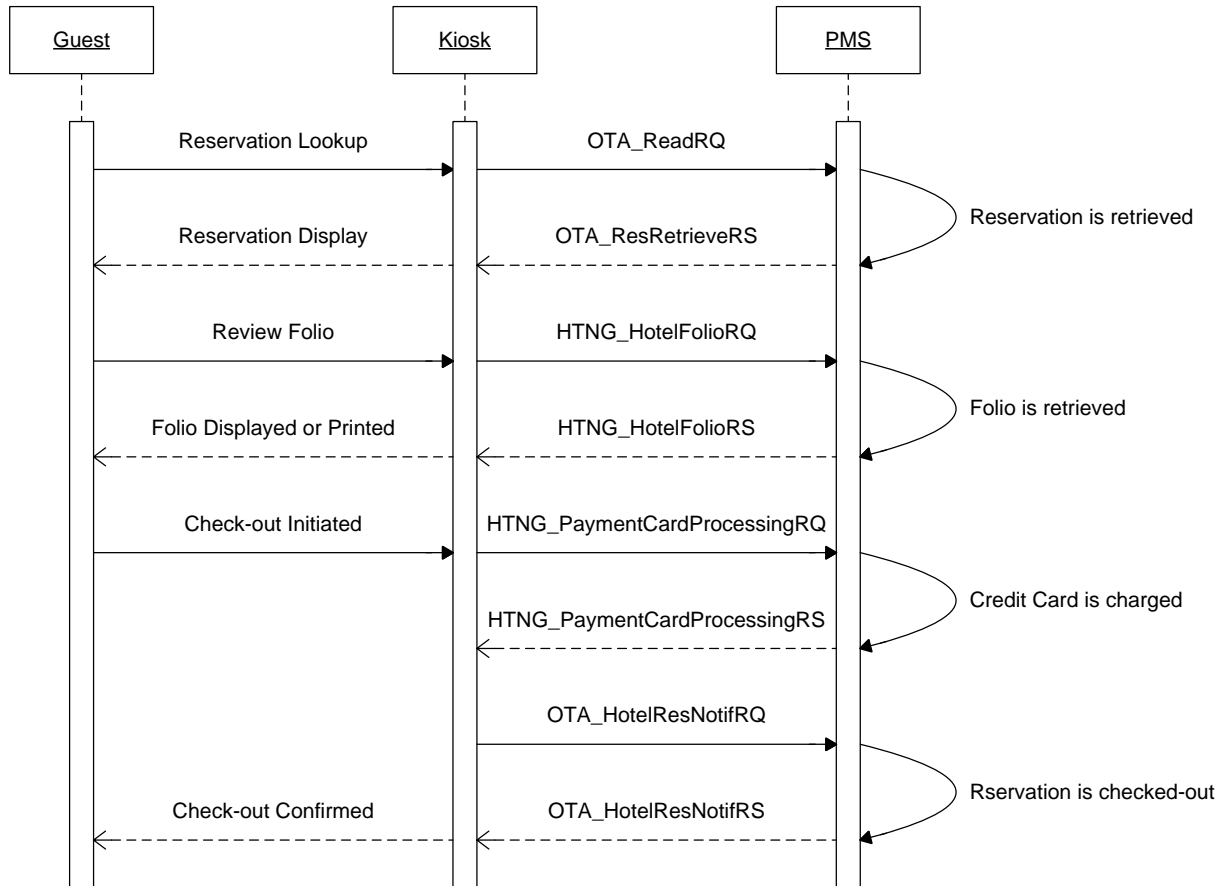 Guest
Kiosk
PMS
Reservation Lookup
OTA_ReadRQ
Reservation is retrieved
Reservation Display
OTA_ResRetrieveRS
Review Folio
HTNG_HotelFolioRQ
Folio is retrieved
Folio Displayed or Printed
HTNG_HotelFolioRS
Check-out Initiated
HTNG_PaymentCardProcessingRQ
Credit Card is charged
HTNG_PaymentCardProcessingRS
OTA_HotelResNotifRQ
Rservation is checked-out
Check-out Confirmed
OTA_HotelResNotifRS